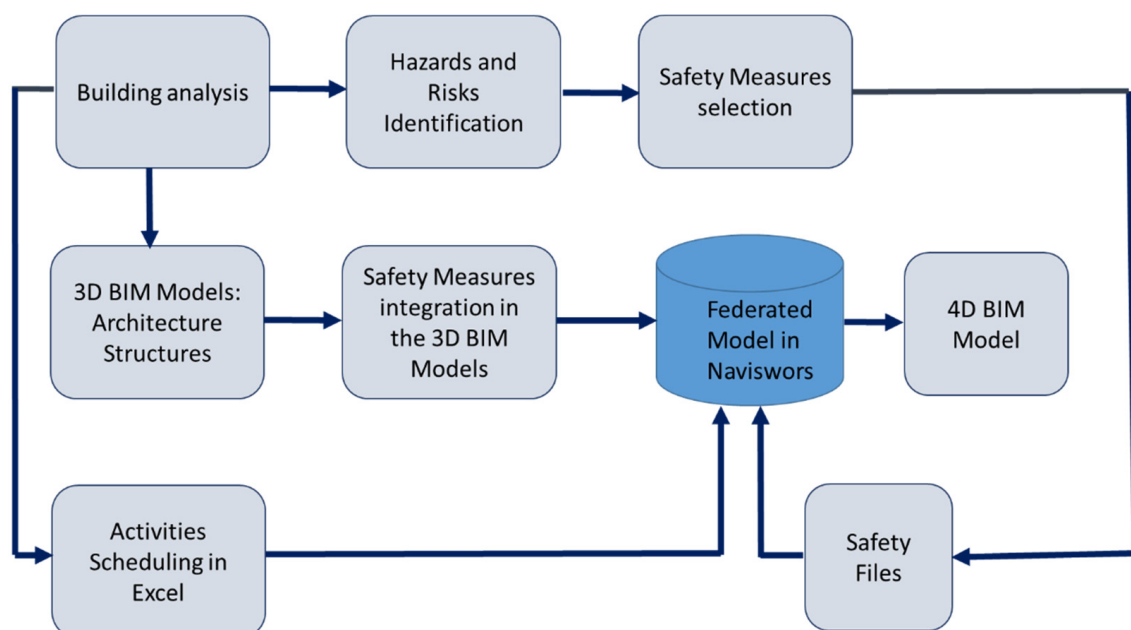 Building analysis
Hazards and
Risks
Identification
Safety Measures
selection
3D BIM Models:
Architecture
Structures
Safety Measures
integration in
the 3D BIM
Models
Federated
Model in
Naviswors
4D BIM
Model
Activities
Scheduling in
Excel
Safety
Files